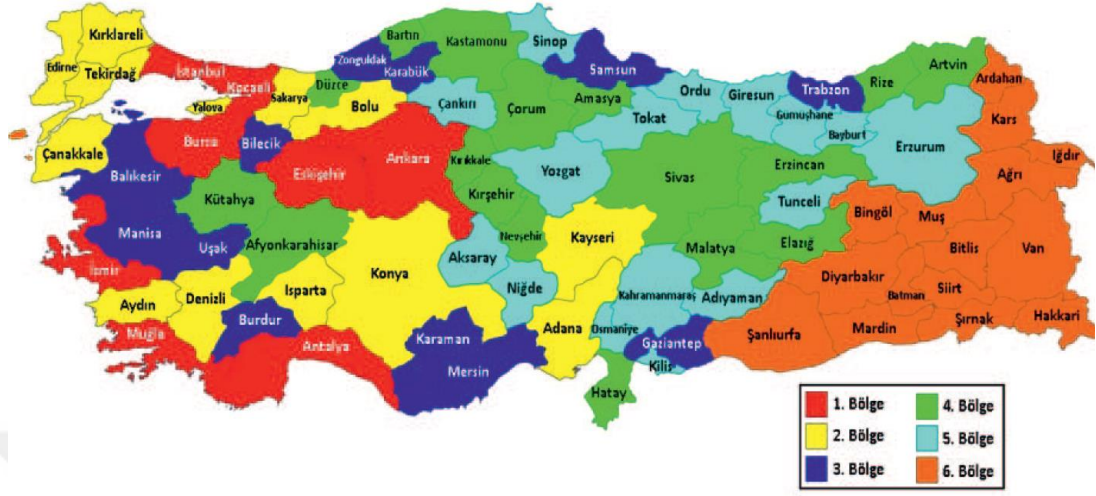 Kırklareli
Edirne
Tekirdağ
İstanbul
Kocaeli
Yalova
Sakarya
Düzce
Bolu
Zonguldak
Bartın
Karabük
Kastamonu
Sinop
Samsun
Çankırı
Çorum
Amasya
Ordu
Giresun
Trabzon
Rize
Artvin
Ardahan
Kars
Tokat
Gümüşhane
Bayburt
Erzurum
Iğdır
Ağrı
Çanakkale
Balıkesir
Bursa
Bilecik
Eskişehir
Ankara
Kırıkkale
Yozgat
Sivas
Erzincan
Tunceli
Bingöl
Muş
Kütahya
Kırşehir
Manisa
Uşak
Afyonkarahisar
Nevşehir
Kayseri
Malatya
Elazığ
Bitlis
Van
İzmir
Konya
Aksaray
Niğde
Diyarbakır
Batman
Siirt
Aydın
Denizli
Isparta
Kahramanmaraş
Adıyaman
Şırnak
Hakkari
Muğla
Burdur
Antalya
Karaman
Mersin
Adana
Osmaniye
Gaziantep
Kilis
Şanlıurfa
Mardin
Hatay
1. Bölge
2. Bölge
3. Bölge
4. Bölge
5. Bölge
6. Bölge